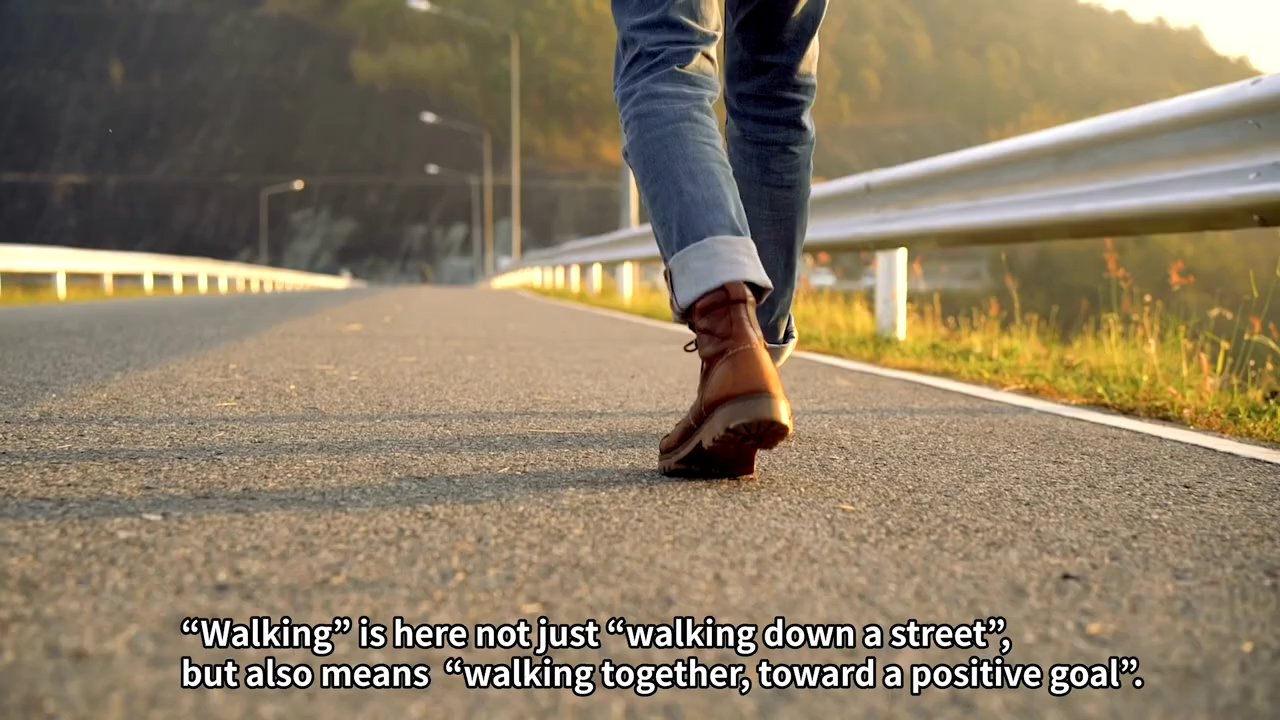 “Walking” is here not just “walking down a street”,
but also means “walking together, toward a positive goal”.